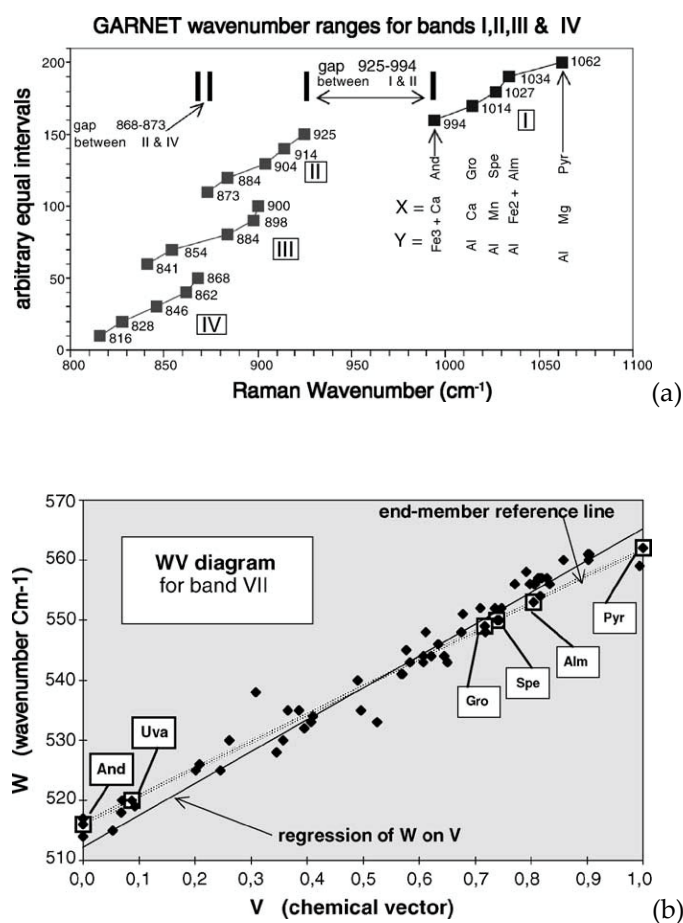 GARNET wavenumber ranges for bands I,II,III & IV
arbitrary equal intervals
200
150
100
50
0
gap 868-873
between II & IV
gap 925-994
between I & II
994
1014
1027
1034
1062
I
873
884
904
914
925
II
841
854
884
898
900
III
816
828
846
862
868
IV
X =
Y =
And
Gro
Spe
Alm
Pyr
Fe3 + Ca
Al Ca
Al Mn
Al Fe2 +
Al Mg
800
850
900
950
1000
1050
1100
Raman Wavenumber (cm-1)
(a)
W (wavenumber Cm-1)
570
560
550
540
530
520
510
WV diagram
for band VII
end-member reference line
And
Uva
Gro
Spe
Alm
Pyr
regression of W on V
0,0
0,1
0,2
0,3
0,4
0,5
0,6
0,7
0,8
0,9
1,0
V (chemical vector)
(b)